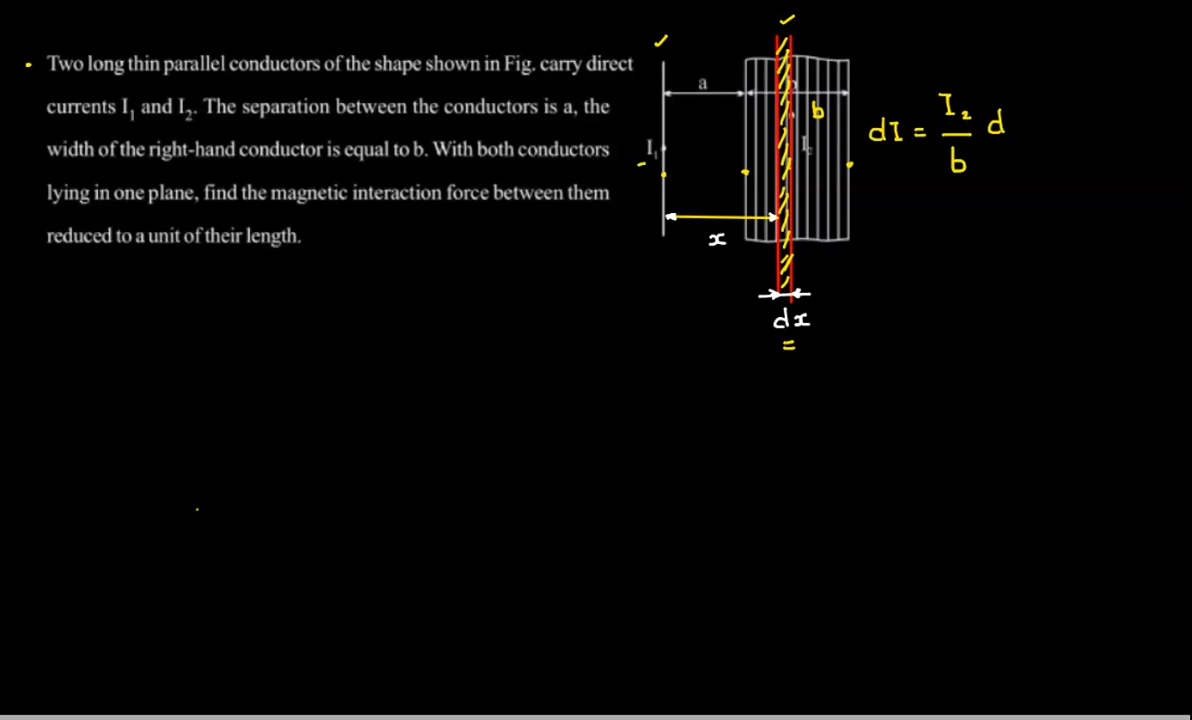 Two long thin parallel conductors of the shape shown in Fig. carry direct
currents I₁ and I₂. The separation between the conductors is a, the
width of the right-hand conductor is equal to b. With both conductors
lying in one plane, find the magnetic interaction force between them
reduced to a unit of their length.
a
b
I₁
I₂
x
dx
=
dI = I₂/b d